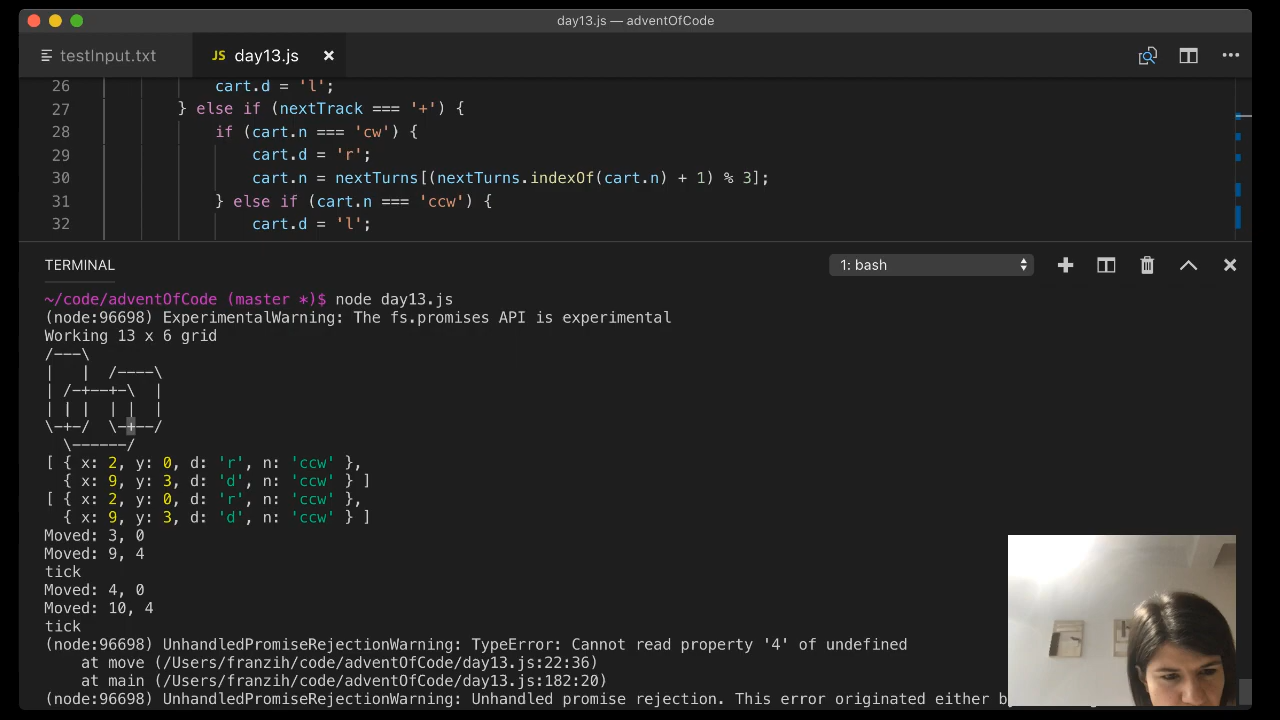 day13.js — adventOfCode
testInput.txt
JS day13.js
26 cart.d = 'l';
27 } else if (nextTrack === '+') {
28 if (cart.n === 'cw') {
29 cart.d = 'r';
30 cart.n = nextTurns[(nextTurns.indexOf(cart.n) + 1) % 3];
31 } else if (cart.n === 'ccw') {
32 cart.d = 'l';
TERMINAL
1: bash
~/code/adventOfCode (master *)$ node day13.js
(node:96698) ExperimentalWarning: The fs.promises API is experimental
Working 13 x 6 grid
/---\
|   |  /----\
| /-+--+-\  |
| | |  | |  |
\-+-/  \-+--/
  \------/
[ { x: 2, y: 0, d: 'r', n: 'ccw' },
  { x: 9, y: 3, d: 'd', n: 'ccw' } ]
[ { x: 2, y: 0, d: 'r', n: 'ccw' },
  { x: 9, y: 3, d: 'd', n: 'ccw' } ]
Moved: 3, 0
Moved: 9, 4
tick
Moved: 4, 0
Moved: 10, 4
tick
(node:96698) UnhandledPromiseRejectionWarning: TypeError: Cannot read property '4' of undefined
    at move (/Users/franzih/code/adventOfCode/day13.js:22:36)
    at main (/Users/franzih/code/adventOfCode/day13.js:182:20)
(node:96698) UnhandledPromiseRejectionWarning: Unhandled promise rejection. This error originated either